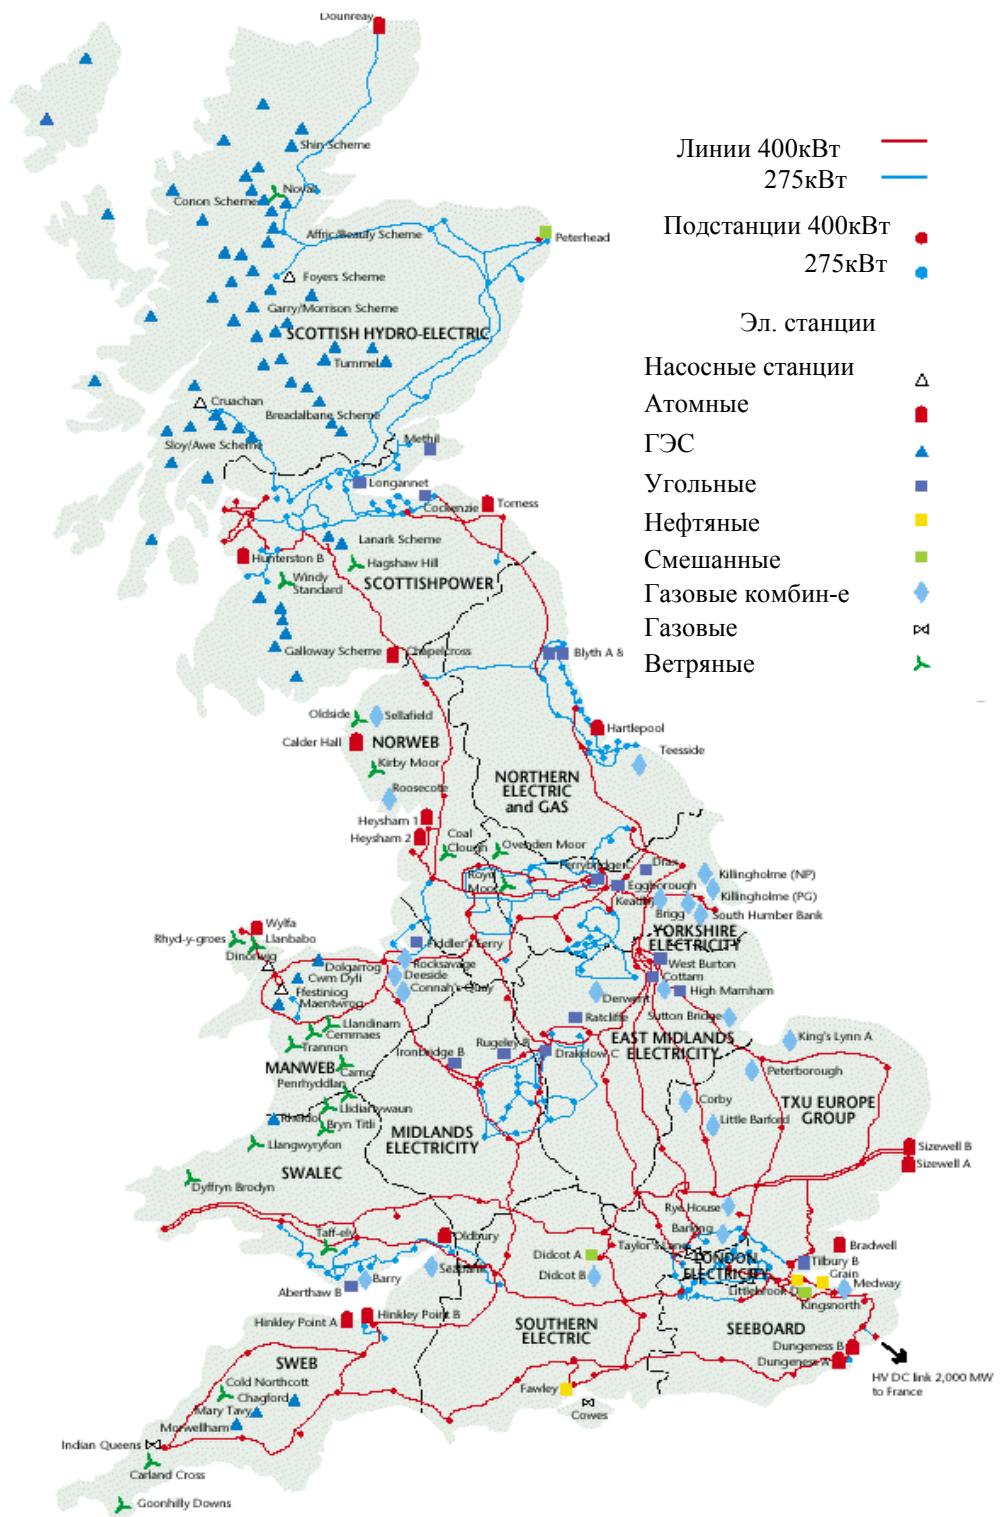 Dounreay
Shin Scheme
Novar
Conon Scheme
Affric/Beauly Scheme
Peterhead
Foyers Scheme
Garry/Morrison Scheme
SCOTTISH HYDRO-ELECTRIC
Tummel
Cruachan
Breadalbane Scheme
Sloy/Awe Scheme
Methil
Longannet
Cockenzie
Torness
Lanark Scheme
Hunterston B
Hagshaw Hill
Windy
Standard
SCOTTISHPOWER
Galloway Scheme
Chapelcross
Blyth A &
Линии 400кВт
275кВт
Подстанции 400кВт
275кВт
Эл. станции
Насосные станции
Атомные
ГЭС
Угольные
Нефтяные
Смешанные
Газовые комбин-е
Газовые
Ветряные
Oldside
Sellafield
Calder Hall
NORWEB
Kirby Moor
Roosecote
Hartlepool
Teesside
NORTHERN
ELECTRIC
and GAS
Heysham 1
Heysham 2
Coal
Clough
Ovenden Moor
Royd
Moor
Ferrybridge C
Drax
Eggborough
Keadby
Killingholme (NP)
Killingholme (PG)
Brigg
South Humber Bank
YORKSHIRE
ELECTRICITY
Wylfa
Rhyd-y-groes
Llanbabo
Dinorwig
Dolgarrog
Cwm Dyli
Ffestiniog
Maentwrog
Fiddler's Ferry
Rocksavage
Deeside
Connah's Quay
West Burton
Cottam
High Marnham
Derwent
Sutton Bridge
Ratcliffe
Llandinam
Cemmaes
Trannon
MANWEB
Carno
Penrhyddlan
Llidiartywaun
Rheidol
Bryn Titli
Llangwyryfon
Ironbridge B
Rugeley B
Drakelow C
EAST MIDLANDS
ELECTRICITY
King's Lynn A
Peterborough
Corby
Little Barford
TXU EUROPE
GROUP
MIDLANDS
ELECTRICITY
SWALEC
Dyffryn Brodyn
Sizewell B
Sizewell A
Rye House
Barking
Taylor's Lane
LONDON
ELECTRICITY
Taff-ely
Oldbury
Seabank
Barry
Aberthaw B
Didcot A
Didcot B
Bradwell
Tilbury B
Grain
Medway
Littlebrook D
Kingsnorth
Hinkley Point A
Hinkley Point B
SOUTHERN
ELECTRIC
SEEBOARD
Dungeness B
Dungeness A
HV DC link 2,000 MW
to France
SWEB
Cold Northcott
Chagford
Mary Tavy
Morwellham
Fawley
Cowes
Indian Queens
Carland Cross
Goonhilly Downs